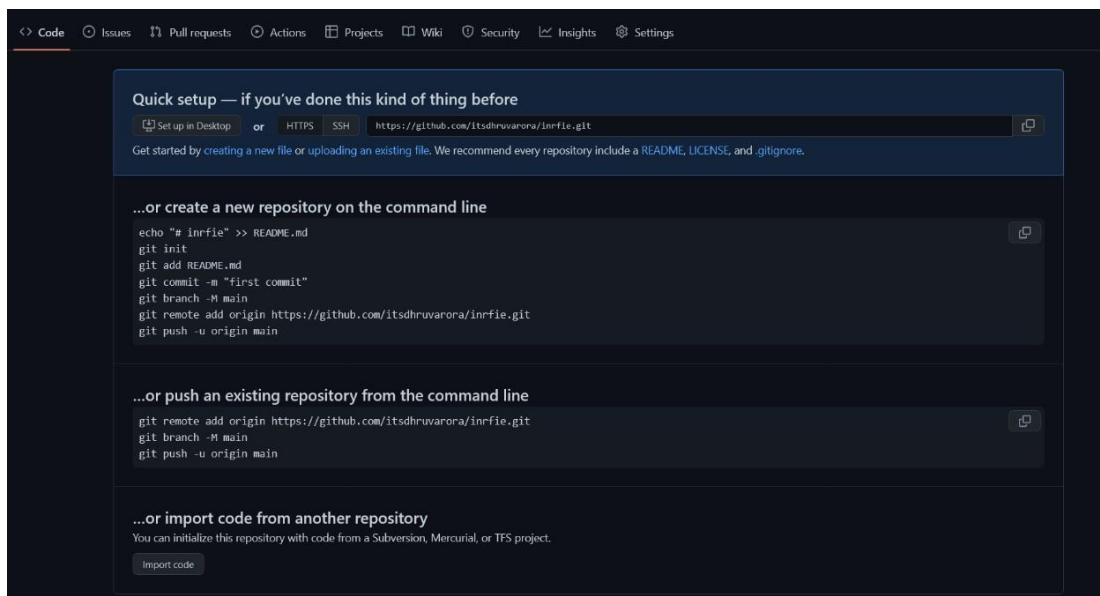 Code Issues Pull requests Actions Projects Wiki Security Insights Settings
Quick setup — if you've done this kind of thing before
Set up in Desktop or HTTPS SSH https://github.com/itsdhruvarora/inrfie.git
Get started by creating a new file or uploading an existing file. We recommend every repository include a README, LICENSE, and .gitignore.
...or create a new repository on the command line
echo "# inrfie" >> README.md
git init
git add README.md
git commit -m "first commit"
git branch -M main
git remote add origin https://github.com/itsdhruvarora/inrfie.git
git push -u origin main
...or push an existing repository from the command line
git remote add origin https://github.com/itsdhruvarora/inrfie.git
git branch -M main
git push -u origin main
...or import code from another repository
You can initialize this repository with code from a Subversion, Mercurial, or TFS project.
Import code